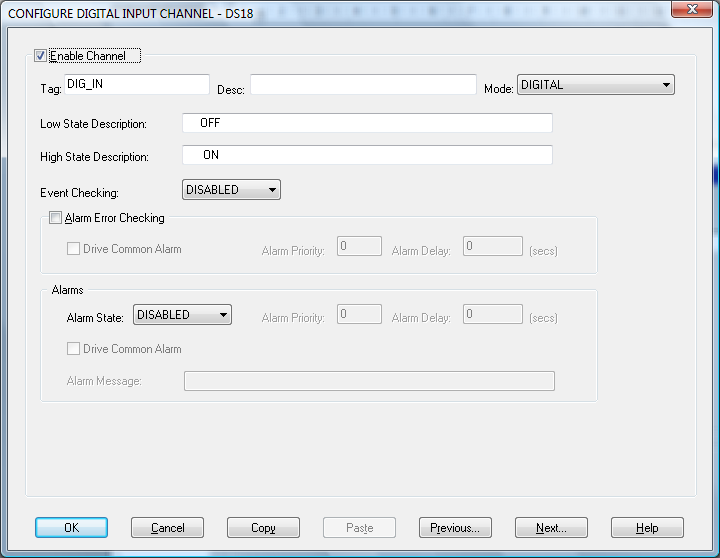 CONFIGURE DIGITAL INPUT CHANNEL - DS18
Enable Channel
Tag: DIG_IN Desc: Mode: DIGITAL
Low State Description: OFF
High State Description: ON
Event Checking: DISABLED
Alarm Error Checking
Drive Common Alarm Alarm Priority: 0 Alarm Delay: 0 (secs)
Alarms
Alarm State: DISABLED Alarm Priority: 0 Alarm Delay: 0 (secs)
Drive Common Alarm
Alarm Message:
OK Cancel Copy Paste Previous... Next... Help